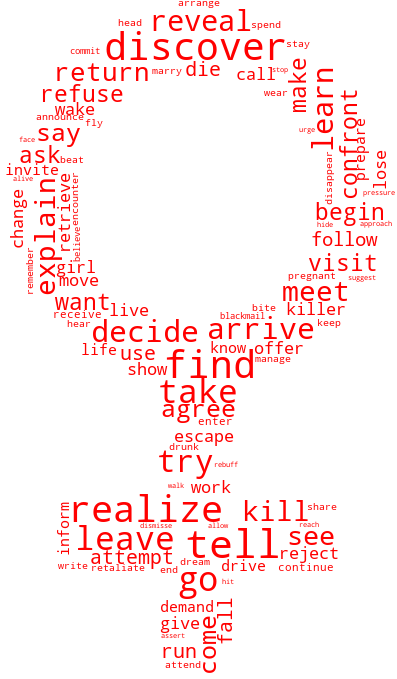 arrange
head reveal spend
discover stay
commit
return marry die call stop
refuse wear make learn
wake
announce fly
say urge
face confront prepare
ask beat
invite alive disappear lose
explain retrieve encounter pressure
change begin
believe hide approach
remember girl follow
move visit
pregnant suggest
want live bite killer meet
receive blackmail keep
hear decide arrive
life use know offer
show find manage
take
agree
enter
escape
drunk
try rebuff
walk work
realize kill share
inform dismisse allow reach
leave tell see
attempt reject
write retaliate end dream drive continue
go hit
demand
give come fall
assert
run
attend